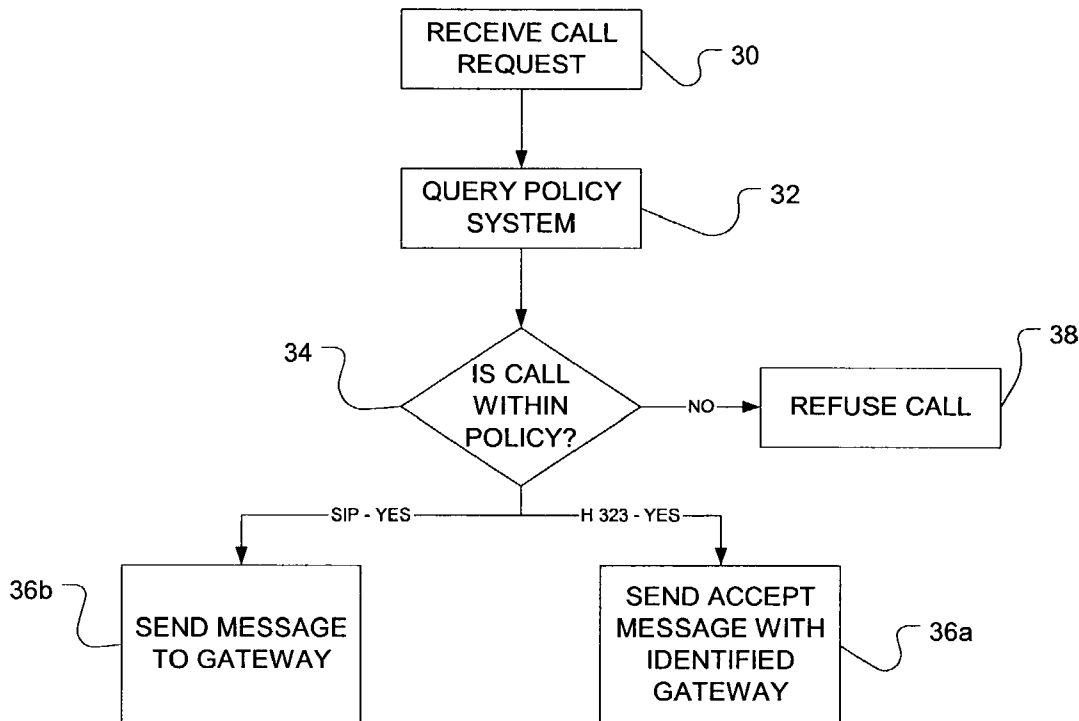 RECEIVE CALL
REQUEST
30
QUERY POLICY
SYSTEM
32
34
IS CALL
WITHIN
POLICY?
NO
REFUSE CALL
38
SIP - YES
H 323 - YES
36b
SEND MESSAGE
TO GATEWAY
SEND ACCEPT
MESSAGE WITH
IDENTIFIED
GATEWAY
36a